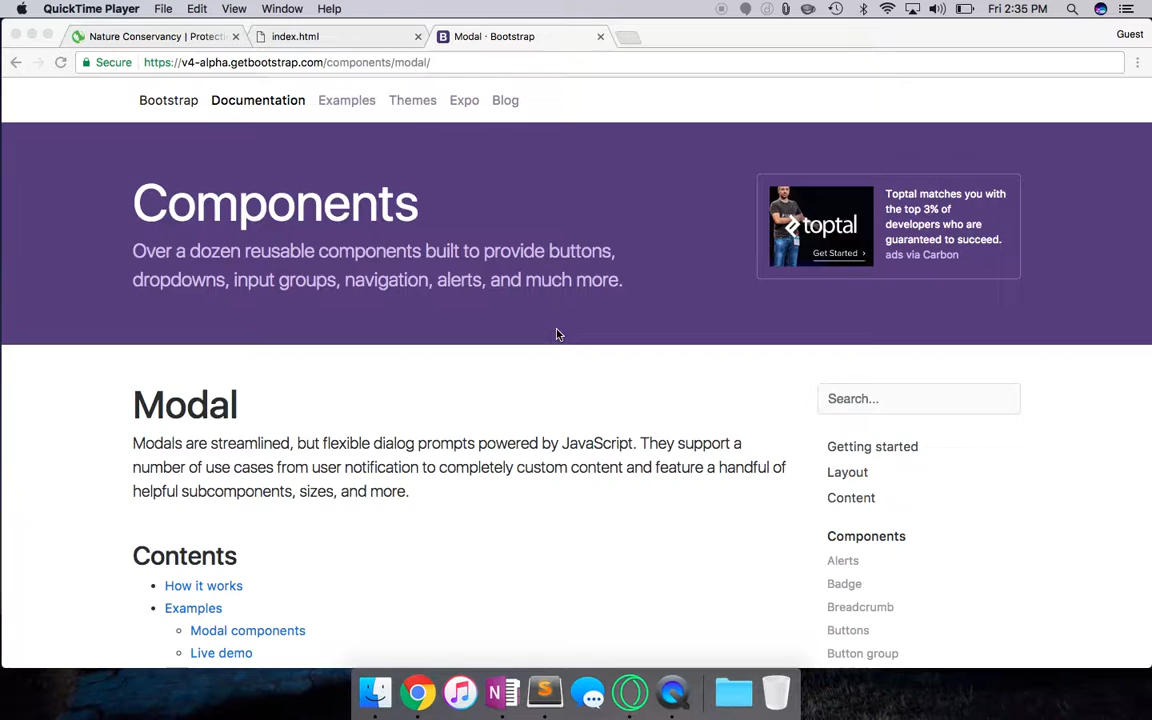 QuickTime Player File Edit View Window Help Fri 2:35 PM
Nature Conservancy | Protecti index.html Modal · Bootstrap Guest
Secure https://v4-alpha.getbootstrap.com/components/modal/
Bootstrap Documentation Examples Themes Expo Blog
Components
Over a dozen reusable components built to provide buttons,
dropdowns, input groups, navigation, alerts, and much more.
toptal
Get Started ›
Toptal matches you with
the top 3% of
developers who are
guaranteed to succeed.
ads via Carbon
Modal
Modals are streamlined, but flexible dialog prompts powered by JavaScript. They support a
number of use cases from user notification to completely custom content and feature a handful of
helpful subcomponents, sizes, and more.
Contents
• How it works
• Examples
◦ Modal components
◦ Live demo
Search...
Getting started
Layout
Content
Components
Alerts
Badge
Breadcrumb
Buttons
Button group